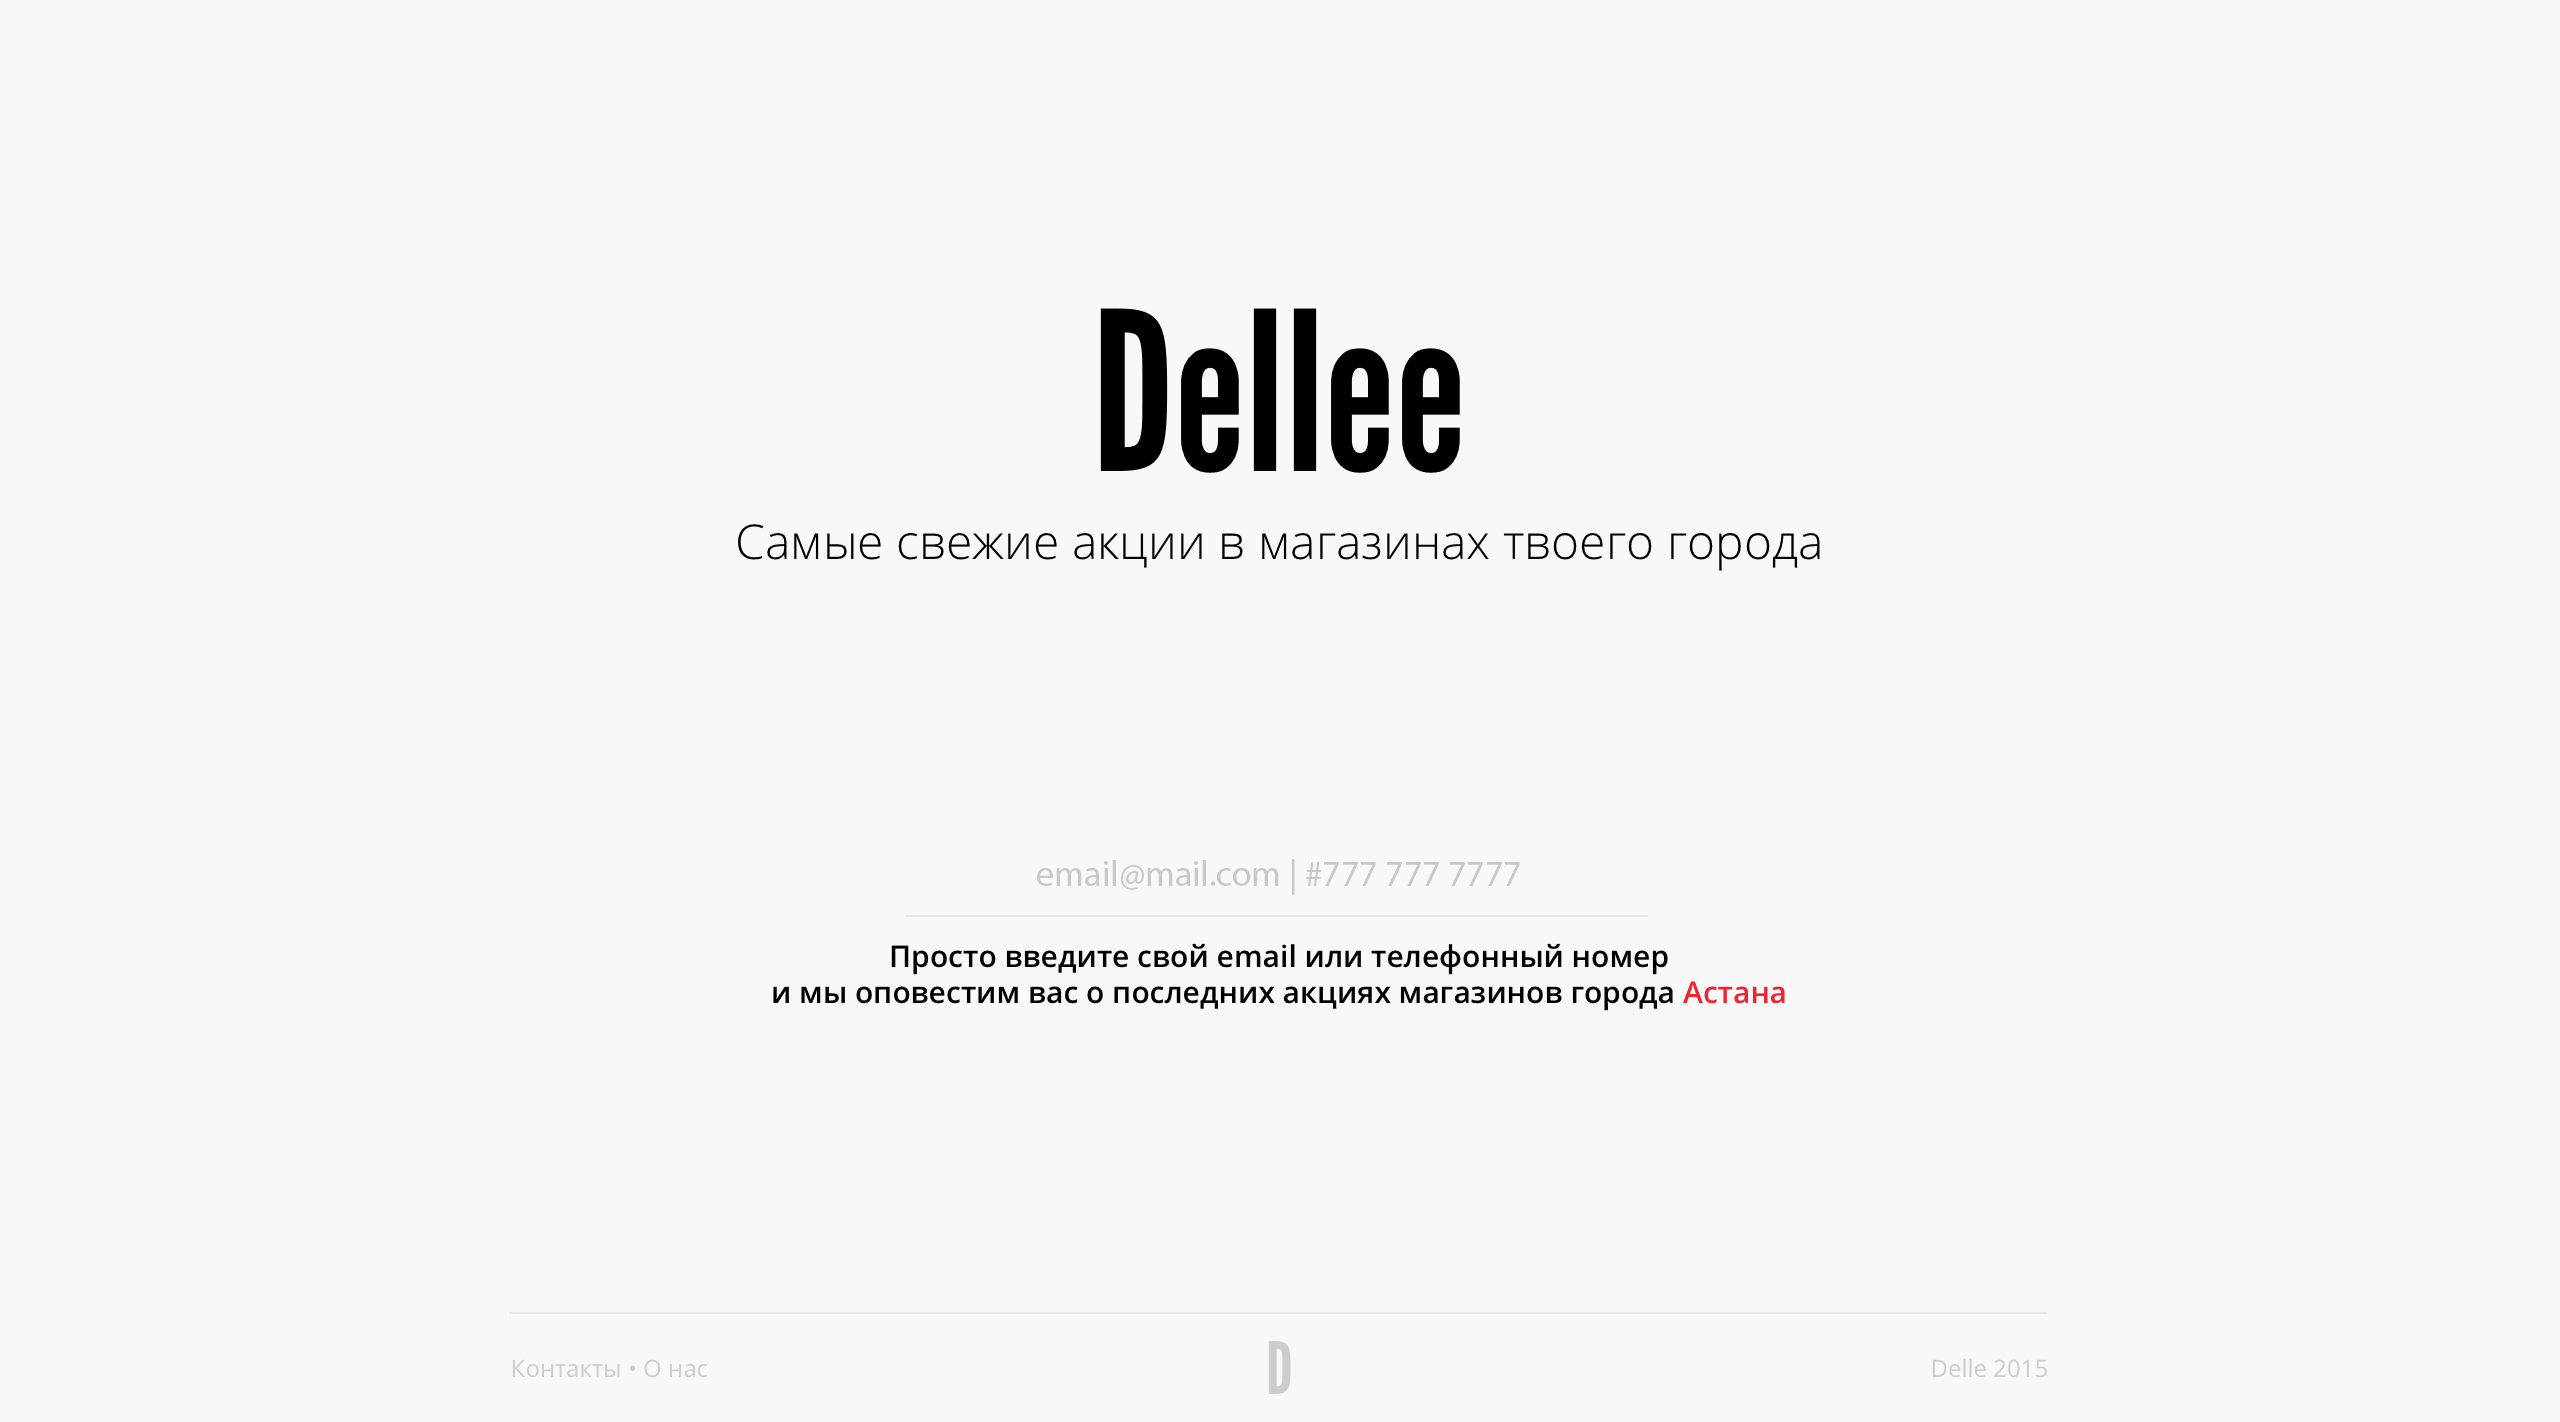 Dellee
Самые свежие акции в магазинах твоего города
email@mail.com | #777 777 7777
Просто введите свой email или телефонный номер
и мы оповестим вас о последних акциях магазинов города Астана
Контакты • О нас
D
Delle 2015